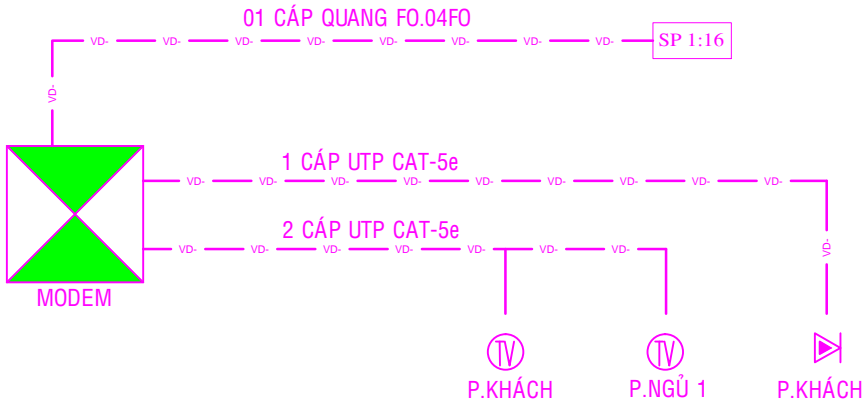 01 CÁP QUANG FO.04FO
VD- VD- VD- VD- VD- VD- VD- VD-
SP 1:16
VD-
1 CÁP UTP CAT-5e
VD- VD- VD- VD- VD- VD- VD- VD- VD-
2 CÁP UTP CAT-5e
VD- VD- VD- VD- VD- VD- VD-
VD-
MODEM
TV
TV
P.KHÁCH
P.NGỦ 1
P.KHÁCH